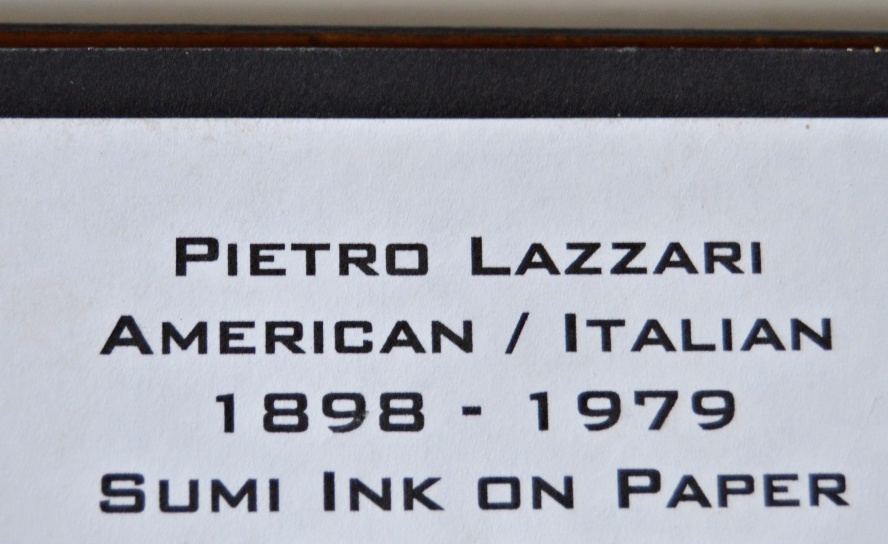 Pietro Lazzari
American / Italian
1898 - 1979
Sumi Ink on Paper